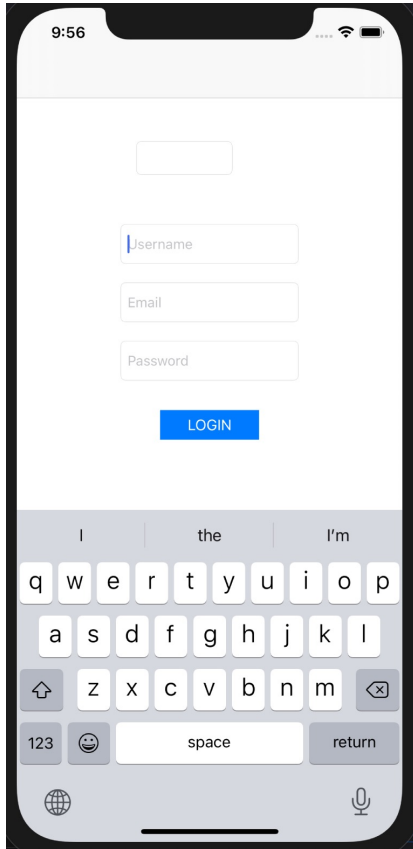 9:56
Username
Email
Password
LOGIN
I the I'm
q w e r t y u i o p
a s d f g h j k l
z x c v b n m
123 space return